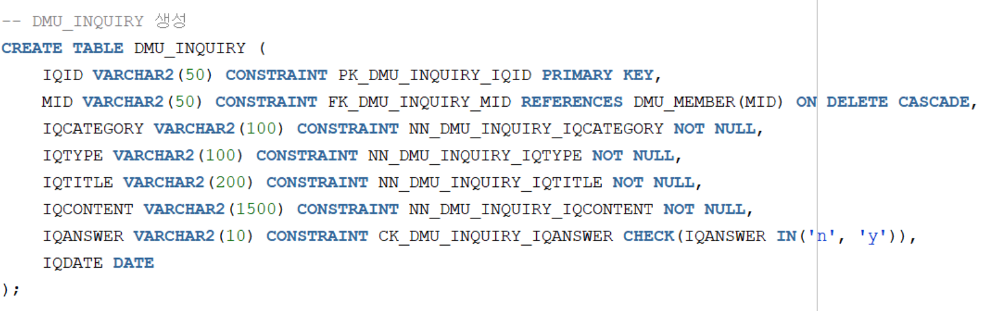 -- DMU_INQUIRY 생성
CREATE TABLE DMU_INQUIRY (
    IQID VARCHAR2(50) CONSTRAINT PK_DMU_INQUIRY_IQID PRIMARY KEY,
    MID VARCHAR2(50) CONSTRAINT FK_DMU_INQUIRY_MID REFERENCES DMU_MEMBER(MID) ON DELETE CASCADE,
    IQCATEGORY VARCHAR2(100) CONSTRAINT NN_DMU_INQUIRY_IQCATEGORY NOT NULL,
    IQTYPE VARCHAR2(100) CONSTRAINT NN_DMU_INQUIRY_IQTYPE NOT NULL,
    IQTITLE VARCHAR2(200) CONSTRAINT NN_DMU_INQUIRY_IQTITLE NOT NULL,
    IQCONTENT VARCHAR2(1500) CONSTRAINT NN_DMU_INQUIRY_IQCONTENT NOT NULL,
    IQANSWER VARCHAR2(10) CONSTRAINT CK_DMU_INQUIRY_IQANSWER CHECK(IQANSWER IN('n', 'y')),
    IQDATE DATE
);